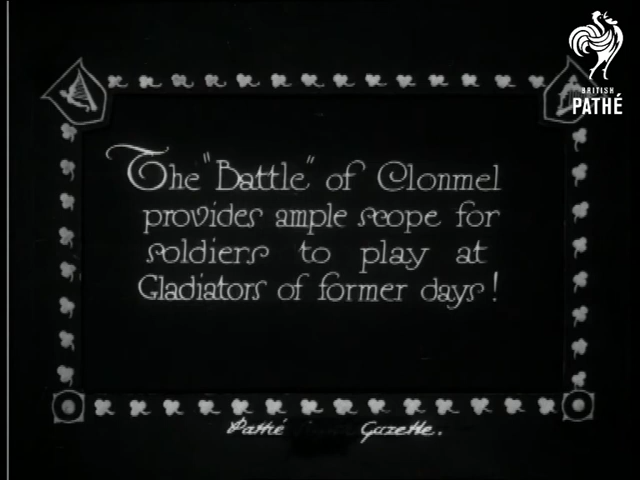 BRITISH
PATHÉ
The "Battle" of Clonmel
provides ample scope for
soldiers to play at
Gladiators of former days!
Pathé Gazette.